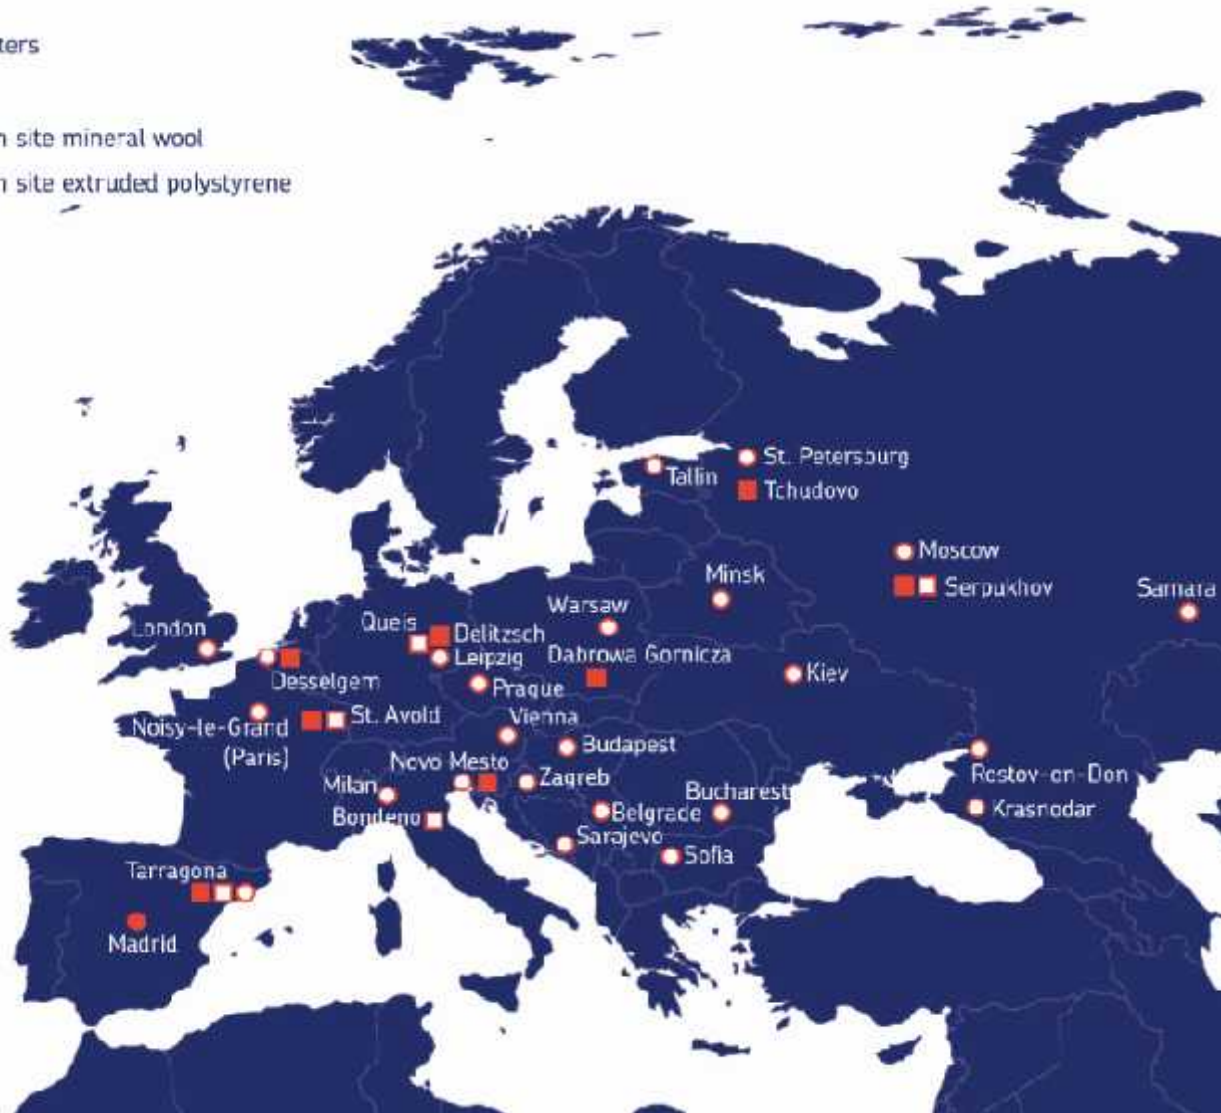 ters
n site mineral wool
n site extruded polystyrene
St. Petersburg
Tallin
Tchudovo
Moscow
Minsk
Serpukhov
Samara
Warsaw
London
Queis
Delitzsch
Leipzig
Dabrowa Gornicza
Kiev
Desselgem
Prague
St. Avold
Vienna
Noisy-le-Grand
(Paris)
Budapest
Novo Mesto
Rostov-on-Don
Milan
Zagreb
Bucharest
Krasnodar
Bondeno
Belgrade
Sarajevo
Sofia
Tarragona
Madrid